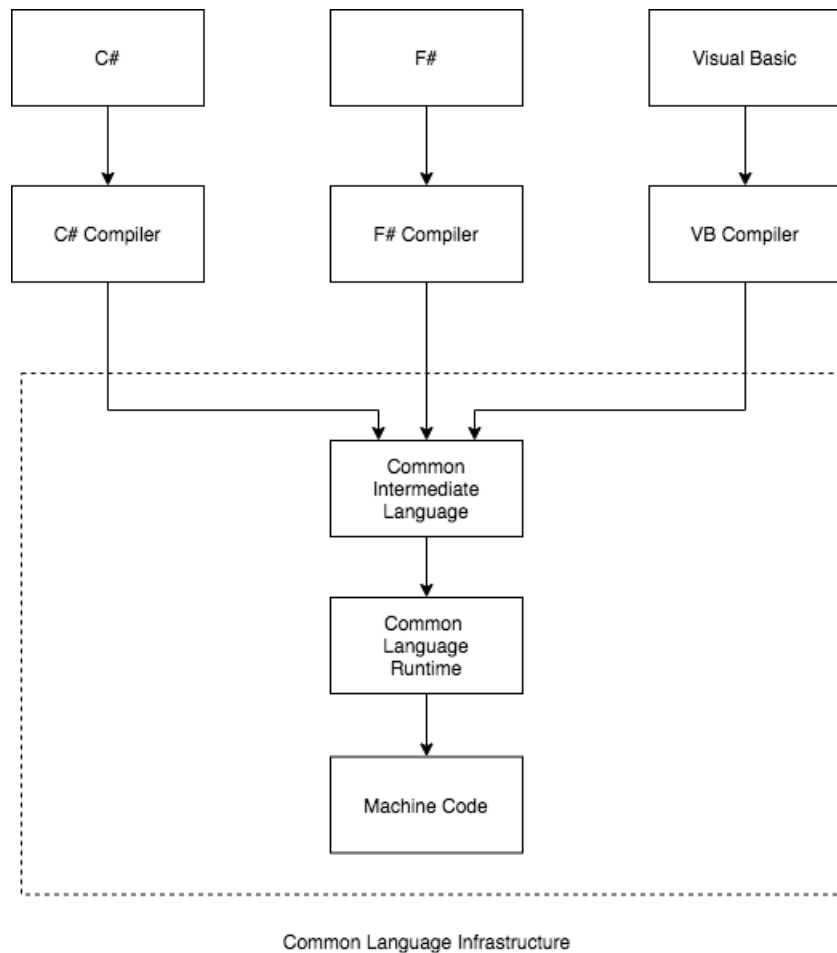 C#
F#
Visual Basic
C# Compiler
F# Compiler
VB Compiler
Common
Intermediate
Language
Common
Language
Runtime
Machine Code
Common Language Infrastructure